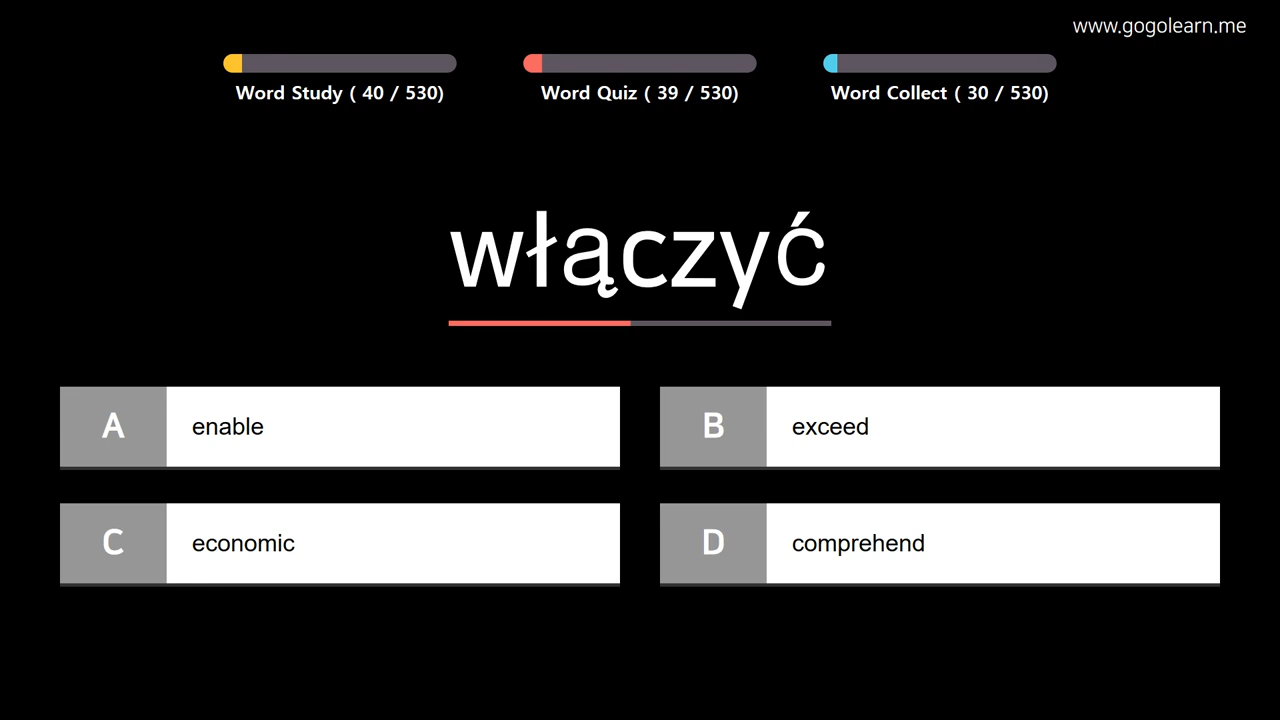 www.gogolearn.me
Word Study ( 40 / 530)
Word Quiz ( 39 / 530)
Word Collect ( 30 / 530)
włączyć
A enable
B exceed
C economic
D comprehend